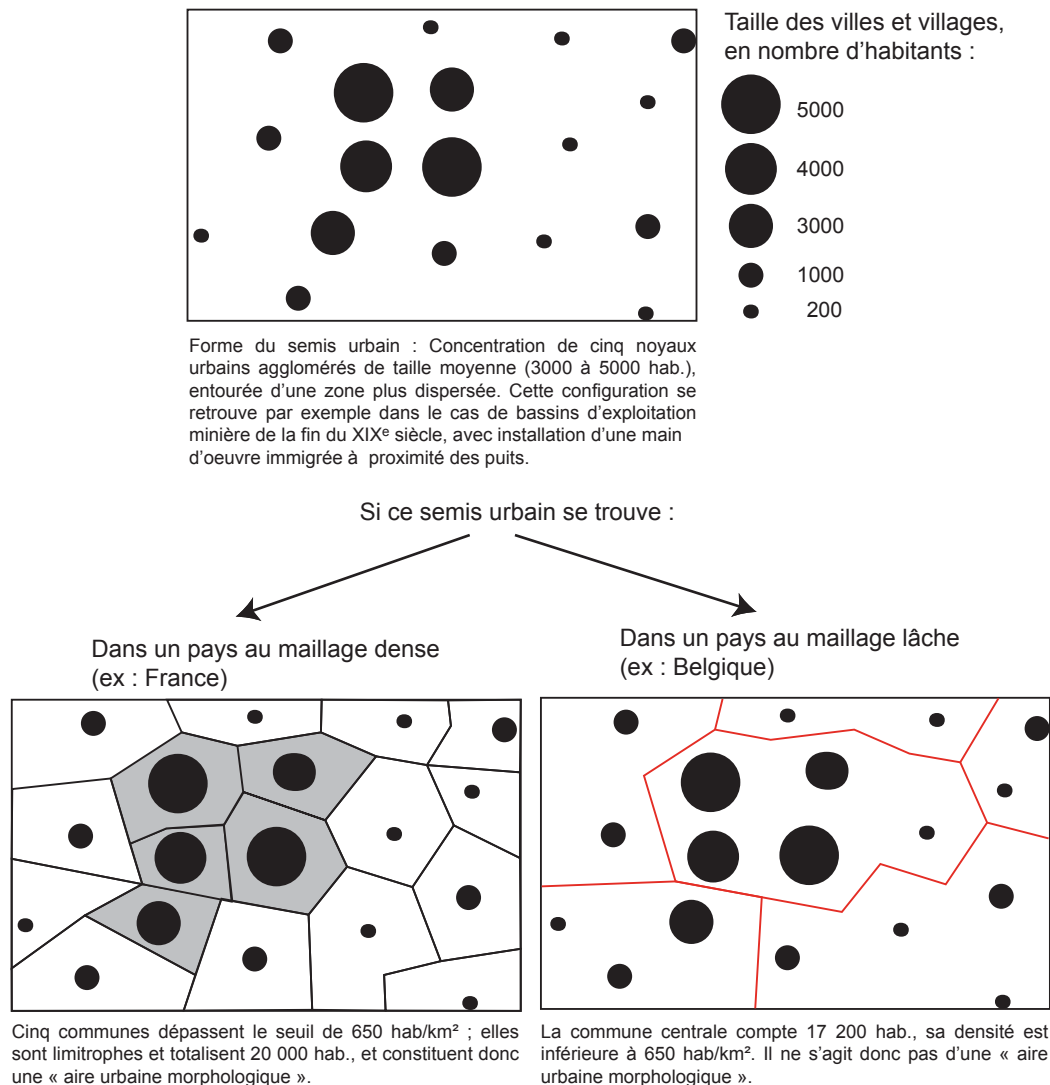 Taille des villes et villages,
en nombre d’habitants :
5000
4000
3000
1000
200
Forme du semis urbain : Concentration de cinq noyaux
urbains agglomérés de taille moyenne (3000 à 5000 hab.),
entourée d’une zone plus dispersée. Cette configuration se
retrouve par exemple dans le cas de bassins d’exploitation
minière de la fin du XIXᵉ siècle, avec installation d’une main
d’oeuvre immigrée à proximité des puits.
Si ce semis urbain se trouve :
Dans un pays au maillage dense
(ex : France)
Dans un pays au maillage lâche
(ex : Belgique)
Cinq communes dépassent le seuil de 650 hab/km² ; elles
sont limitrophes et totalisent 20 000 hab., et constituent donc
une « aire urbaine morphologique ».
La commune centrale compte 17 200 hab., sa densité est
inférieure à 650 hab/km². Il ne s’agit donc pas d’une « aire
urbaine morphologique ».